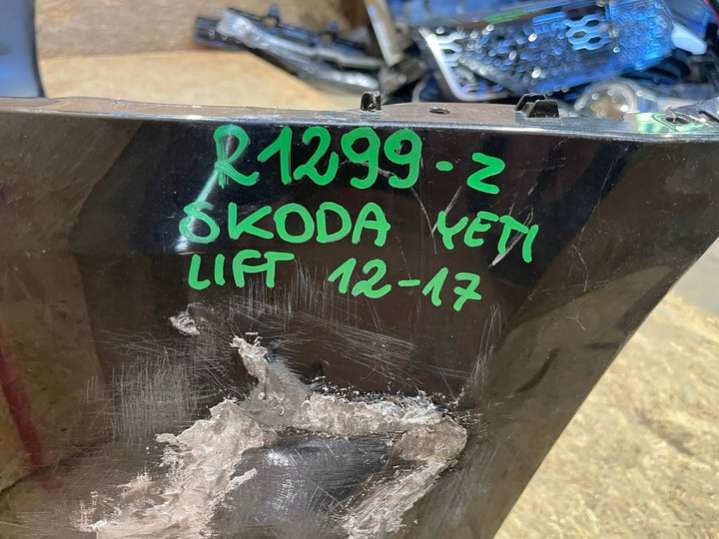 R1299-z
SKODA YETI
LIFT 12-17